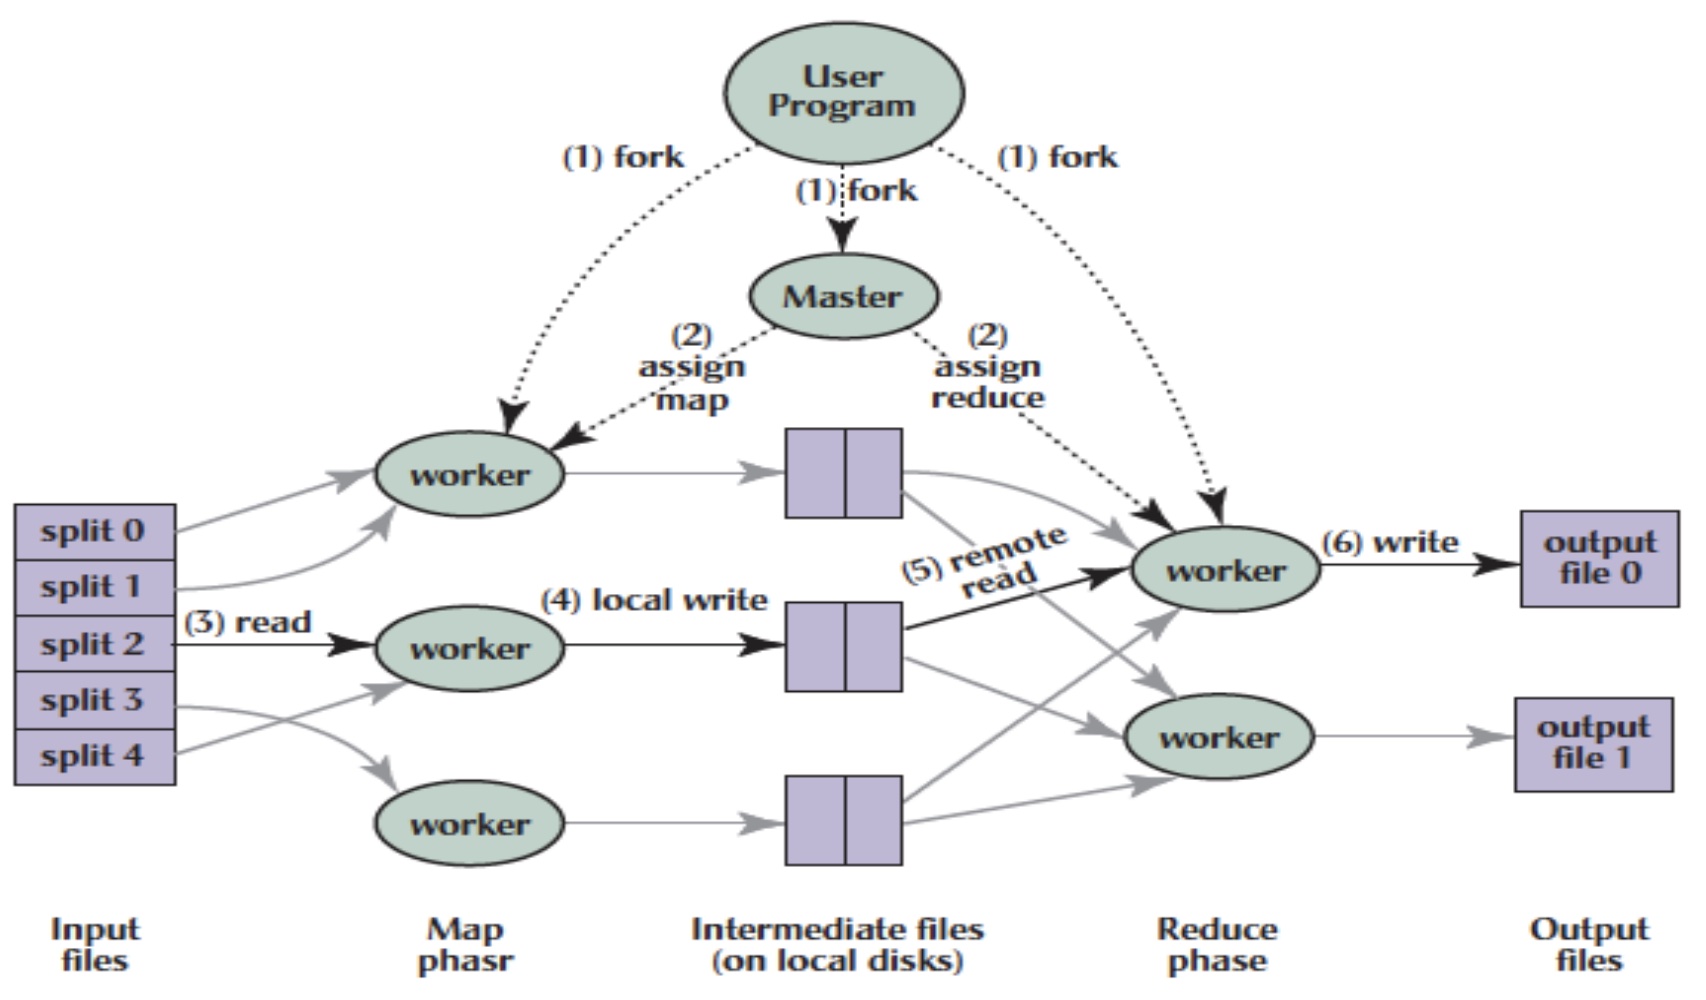 User
Program
(1) fork
(1) fork
(1) fork
Master
(2)
assign
map
(2)
assign
reduce
worker
split 0
split 1
split 2
split 3
split 4
(3) read
worker
(4) local write
(5) remote
read
worker
(6) write
output
file 0
worker
output
file 1
worker
Input
files
Map
phasr
Intermediate files
(on local disks)
Reduce
phase
Output
files